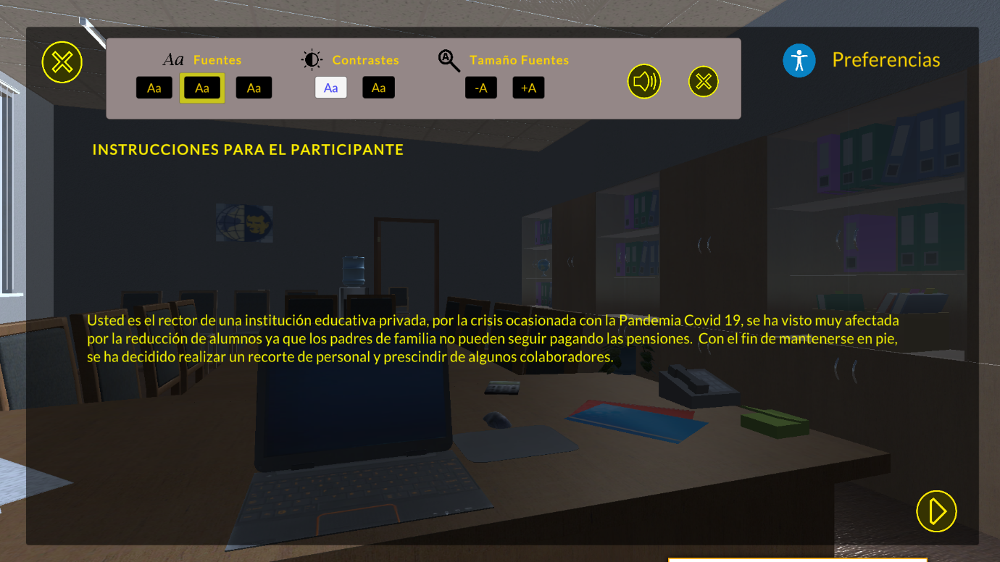 Aa Fuentes
Contrastes
A Tamaño Fuentes
Preferencias
Aa Aa Aa Aa Aa -A +A
INSTRUCCIONES PARA EL PARTICIPANTE
Usted es el rector de una institución educativa privada, por la crisis ocasionada con la Pandemia Covid 19, se ha visto muy afectada
por la reducción de alumnos ya que los padres de familia no pueden seguir pagando las pensiones. Con el fin de mantenerse en pie,
se ha decidido realizar un recorte de personal y prescindir de algunos colaboradores.